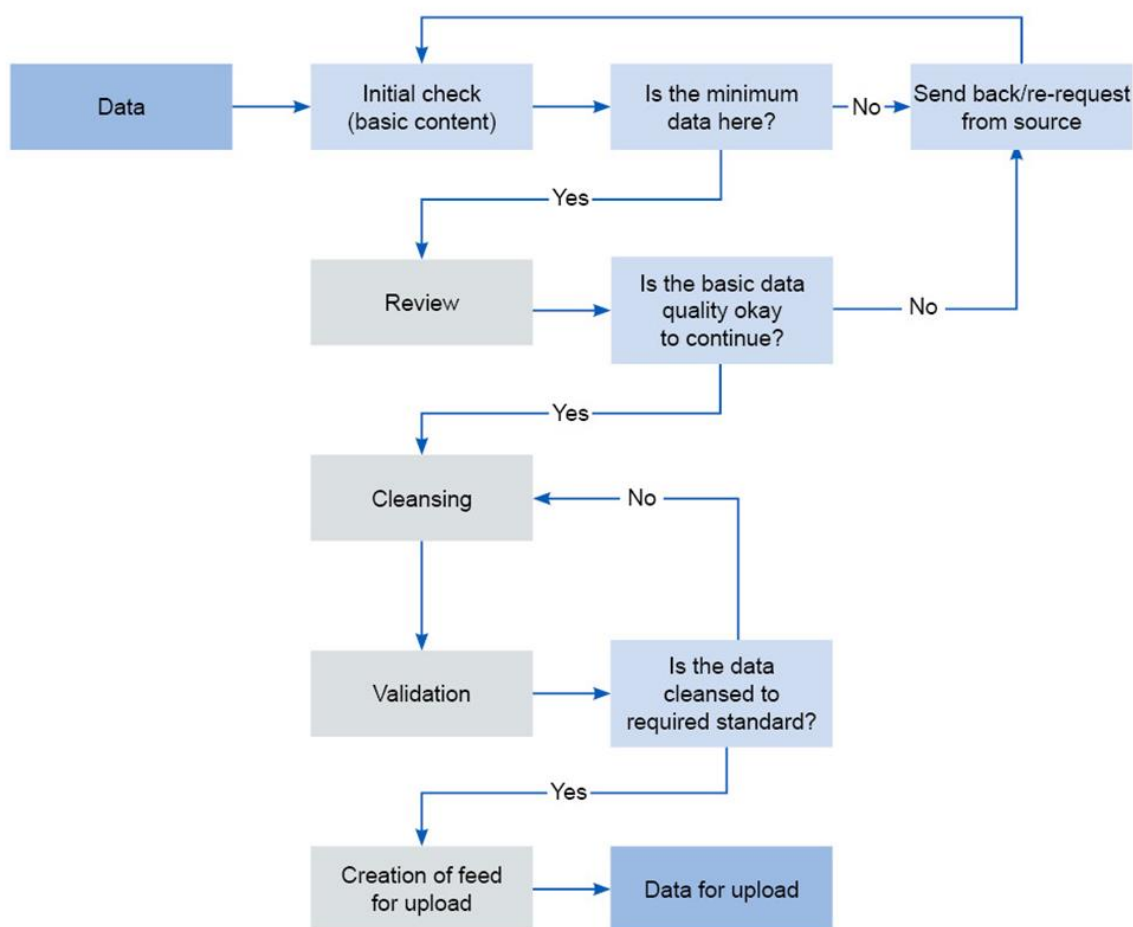 Data
Initial check
(basic content)
Is the minimum
data here?
No
Send back/re-request
from source
Yes
Review
Is the basic data
quality okay
to continue?
No
Yes
Cleansing
No
Validation
Is the data
cleansed to
required standard?
Yes
Creation of feed
for upload
Data for upload